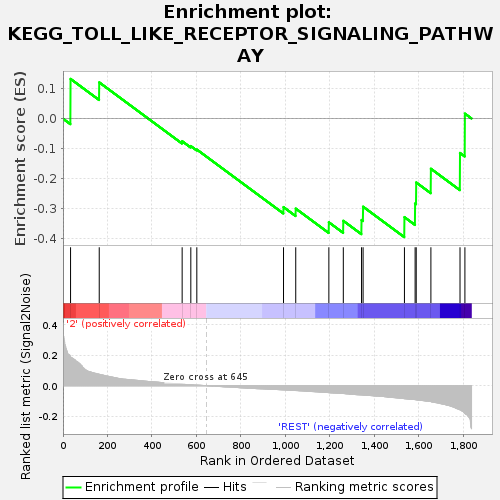 Enrichment plot:
KEGG_TOLL_LIKE_RECEPTOR_SIGNALING_PATHW
AY
Enrichment score (ES)
0.1
0.0
-0.1
-0.2
-0.3
-0.4
'2' (positively correlated)
Ranked list metric (Signal2Noise)
0.4
0.2
0.0
-0.2
Zero cross at 645
'REST' (negatively correlated)
0 200 400 600 800 1,000 1,200 1,400 1,600 1,800
Rank in Ordered Dataset
Enrichment profile Hits Ranking metric scores